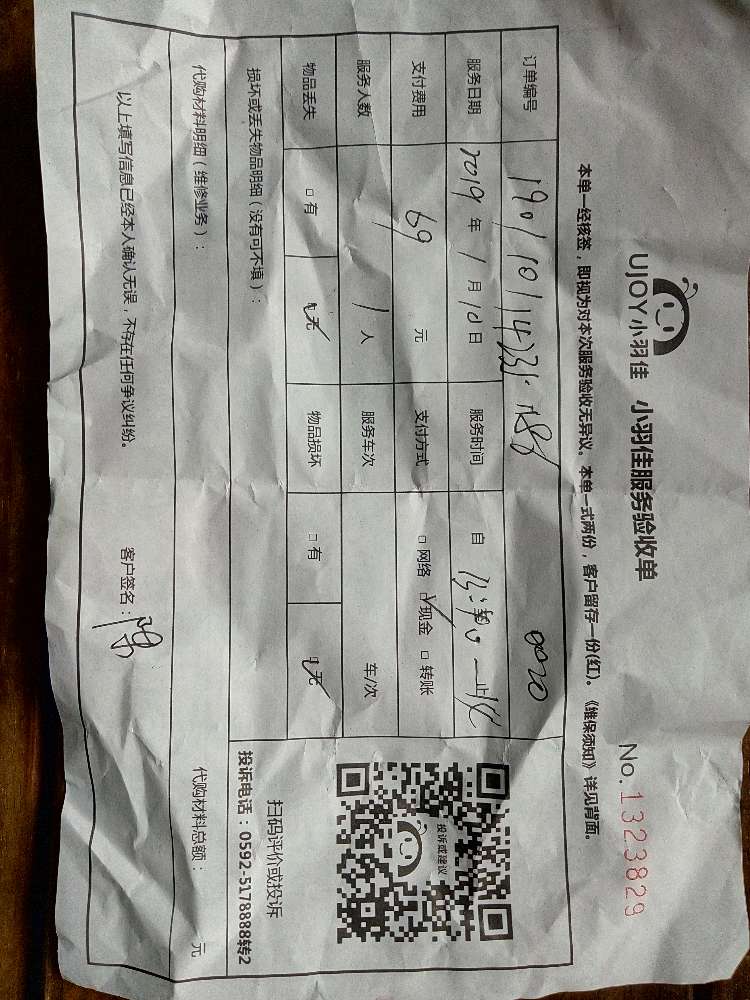 UJOY小羽佳 小羽佳服务验收单 No.1323829
本单一经核签，即视为对本次服务验收无异议。本单一式两份，客户留存一份(红)。《维保须知》详见背面。
订单编号
服务日期 2019 年 1 月 10 日 服务时间 自
支付费用 69 元 支付方式 □ 网络 ☑ 现金 □ 转账
服务人数 1 人 服务车次 车/次
物品丢失 □ 有 ☑ 无 物品损坏 □ 有 ☑ 无
投诉或建议
损坏或丢失物品明细（没有可不填）：
扫码评价或投诉
投诉电话：0592-5178888转2
代购材料明细（维修业务）： 代购材料总额： 元
以上填写信息已经本人确认无误，不存在任何争议纠纷。 客户签名：陈